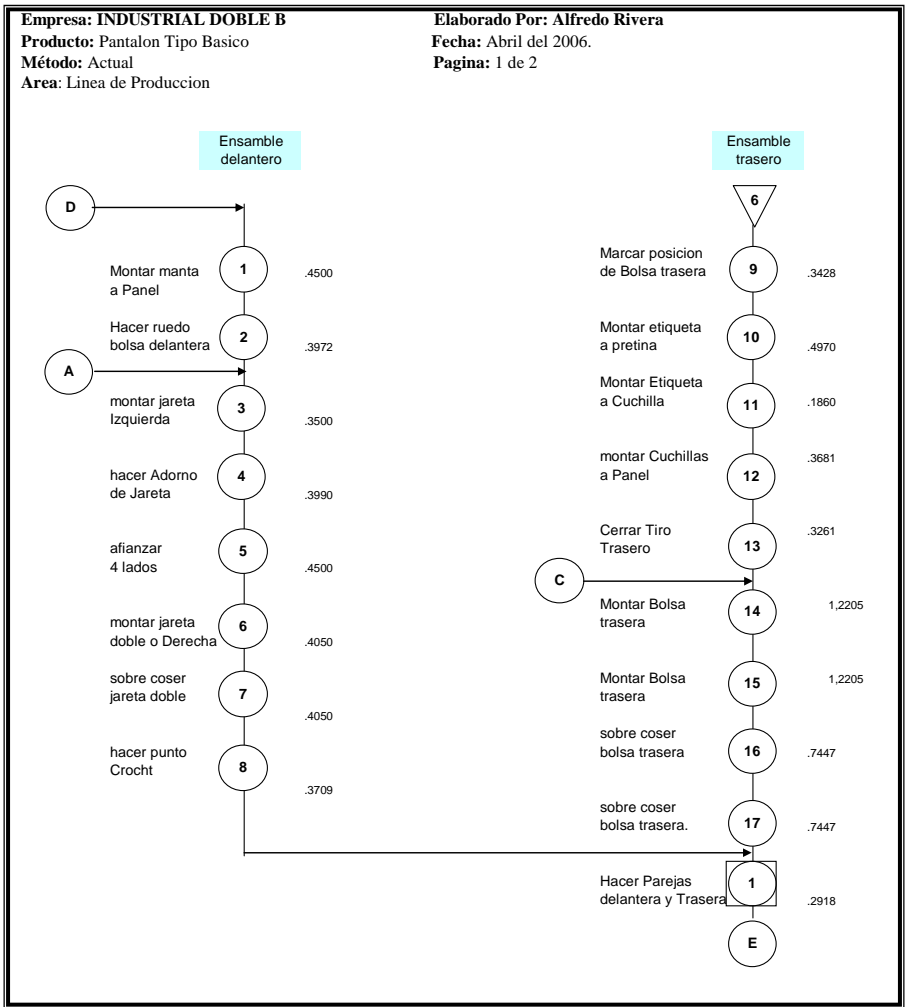 Empresa: INDUSTRIAL DOBLE B
Elaborado Por: Alfredo Rivera
Producto: Pantalon Tipo Basico
Fecha: Abril del 2006.
Método: Actual
Pagina: 1 de 2
Area: Linea de Produccion
Ensamble
delantero
D
Montar manta
a Panel
1
.4500
Hacer ruedo
bolsa delantera
2
.3972
A
montar jareta
Izquierda
3
.3500
hacer Adorno
de Jareta
4
.3990
afianzar
4 lados
5
.4500
montar jareta
doble o Derecha
6
.4050
sobre coser
jareta doble
7
.4050
hacer punto
Crocht
8
.3709
Ensamble
trasero
6
Marcar posicion
de Bolsa trasera
9
.3428
Montar etiqueta
a pretina
10
.4970
Montar Etiqueta
a Cuchilla
11
.1860
montar Cuchillas
a Panel
12
.3681
Cerrar Tiro
Trasero
13
.3261
C
Montar Bolsa
trasera
14
1,2205
Montar Bolsa
trasera
15
1,2205
sobre coser
bolsa trasera
16
.7447
sobre coser
bolsa trasera.
17
.7447
Hacer Parejas
delantera y Trasera
1
.2918
E